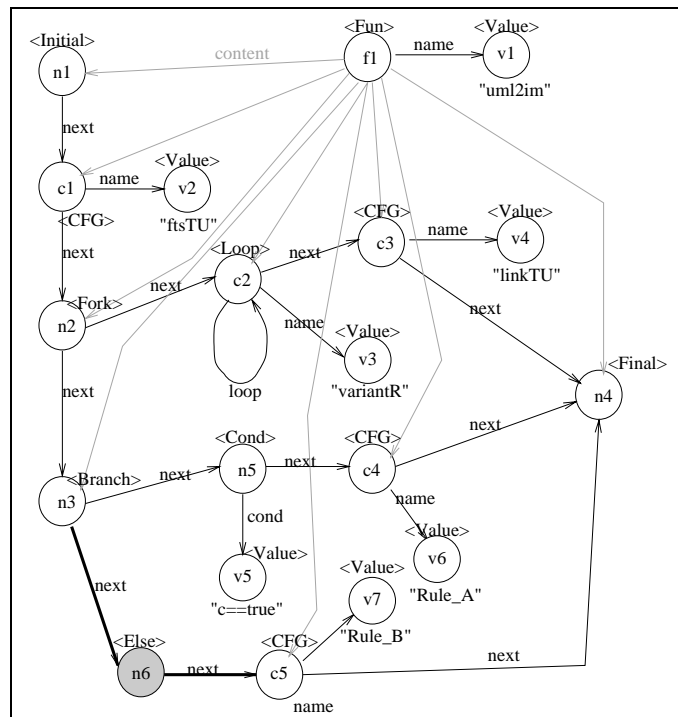 <Fun>
<Value>
<Initial>
content
name
f1
v1
n1
"uml2im"
next
<Value>
c1
name
v2
<CFG>
<Value>
<CFG>
"ftsTU"
name
c3
v4
next
<Loop>
next
"linkTU"
<Fork>
next
c2
n2
name
<Value>
next
v3
<Final>
loop
"variantR"
n4
next
<Cond>
<CFG>
next
<Branch>
next
n5
next
c4
n3
name
cond
<Value>
<Value>
v6
v5
<Value>
"Rule_A"
next
"c==true"
v7
<Else>
<CFG>
"Rule_B"
n6
next
c5
next
name